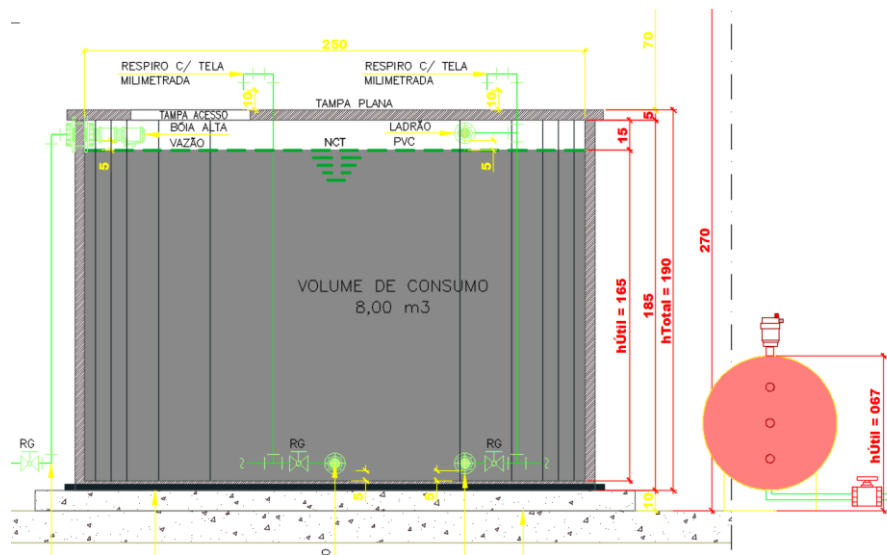 250
70
RESPIRO C/ TELA
MILIMETRADA
RESPIRO C/ TELA
MILIMETRADA
10
10
TAMPA PLANA
TAMPA ACESSO
BÓIA ALTA
VAZÃO
LADRÃO
NCT
PVC
5
5
15
5
270
VOLUME DE CONSUMO
8,00 m3
hÚtil = 165
185
hTotal = 190
hÚtil = 067
RG
RG
RG
5
5
10